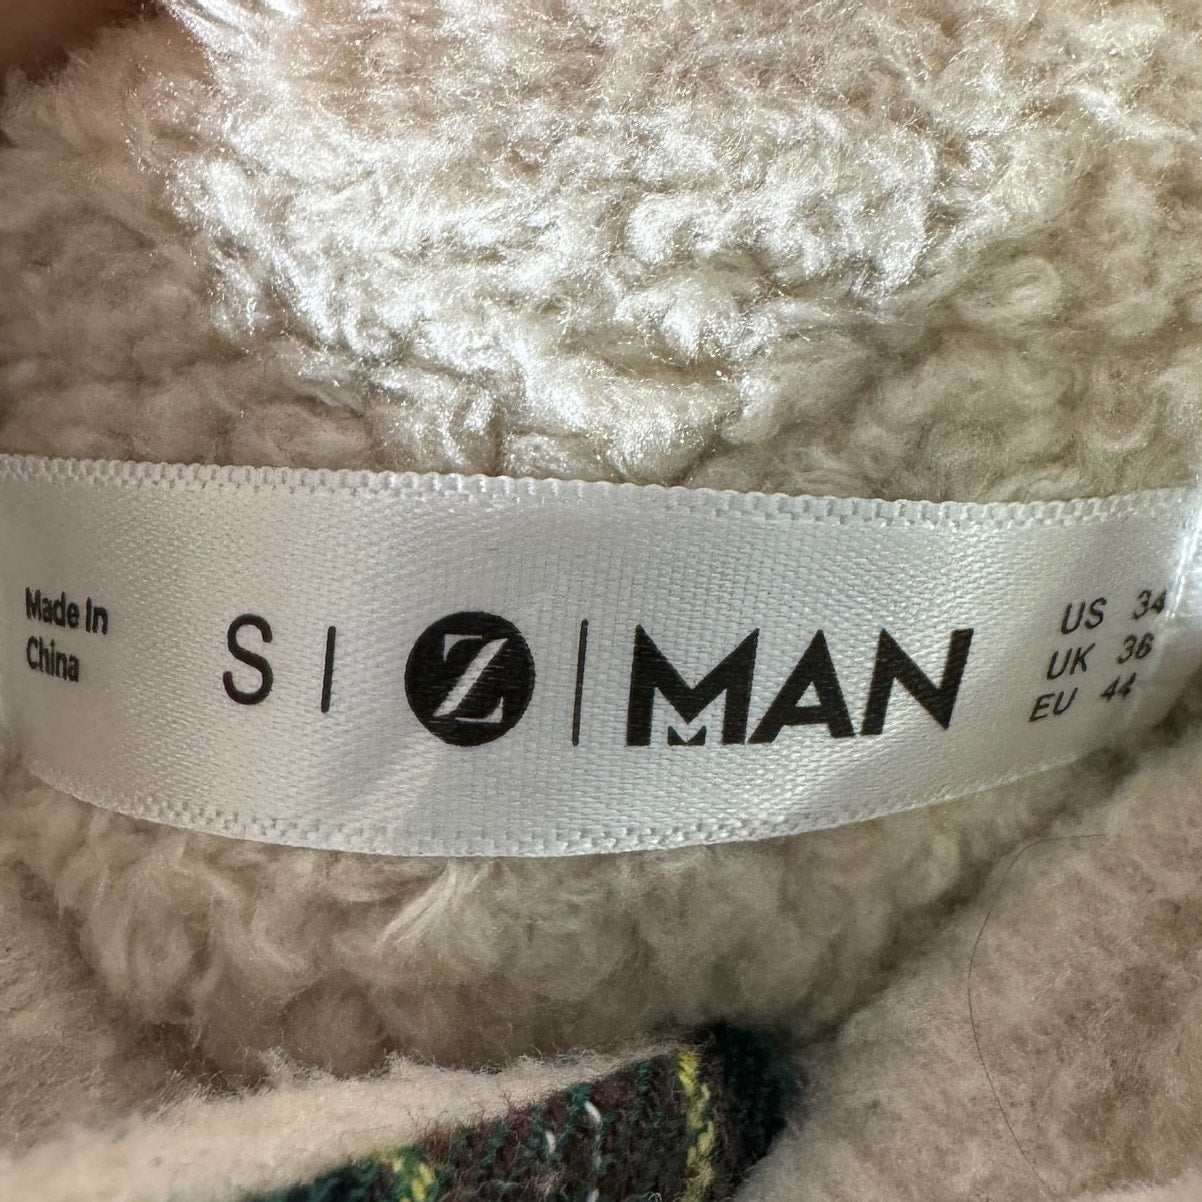 Made In
China
S | Z | MAN
US 34
UK 36
EU 44